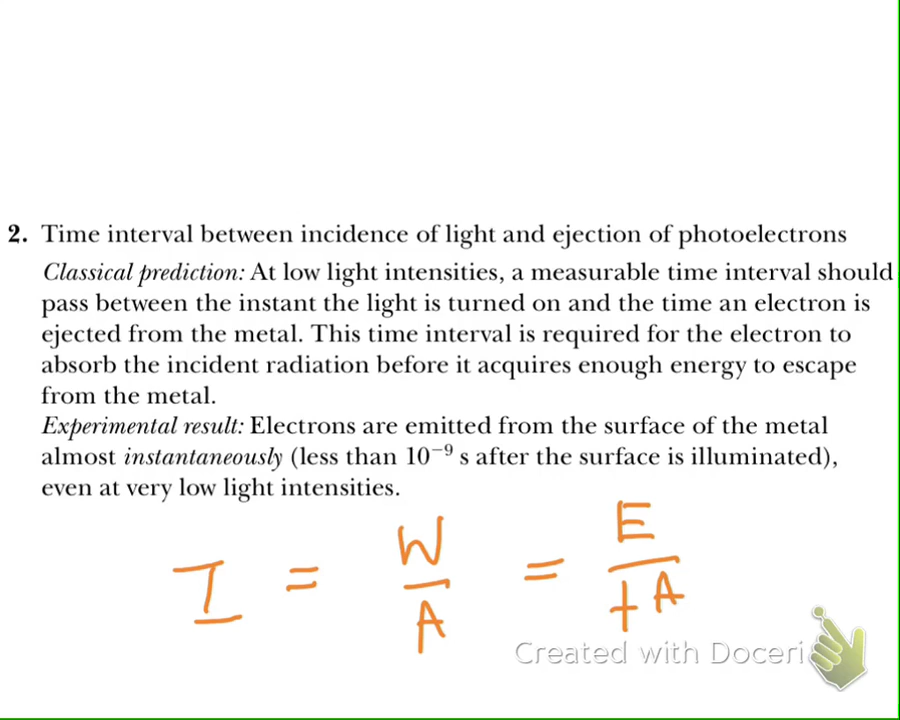 2. Time interval between incidence of light and ejection of photoelectrons
Classical prediction: At low light intensities, a measurable time interval should
pass between the instant the light is turned on and the time an electron is
ejected from the metal. This time interval is required for the electron to
absorb the incident radiation before it acquires enough energy to escape
from the metal.
Experimental result: Electrons are emitted from the surface of the metal
almost instantaneously (less than 10⁻⁹ s after the surface is illuminated),
even at very low light intensities.
I = W/A = E/tA
Created with Doceri